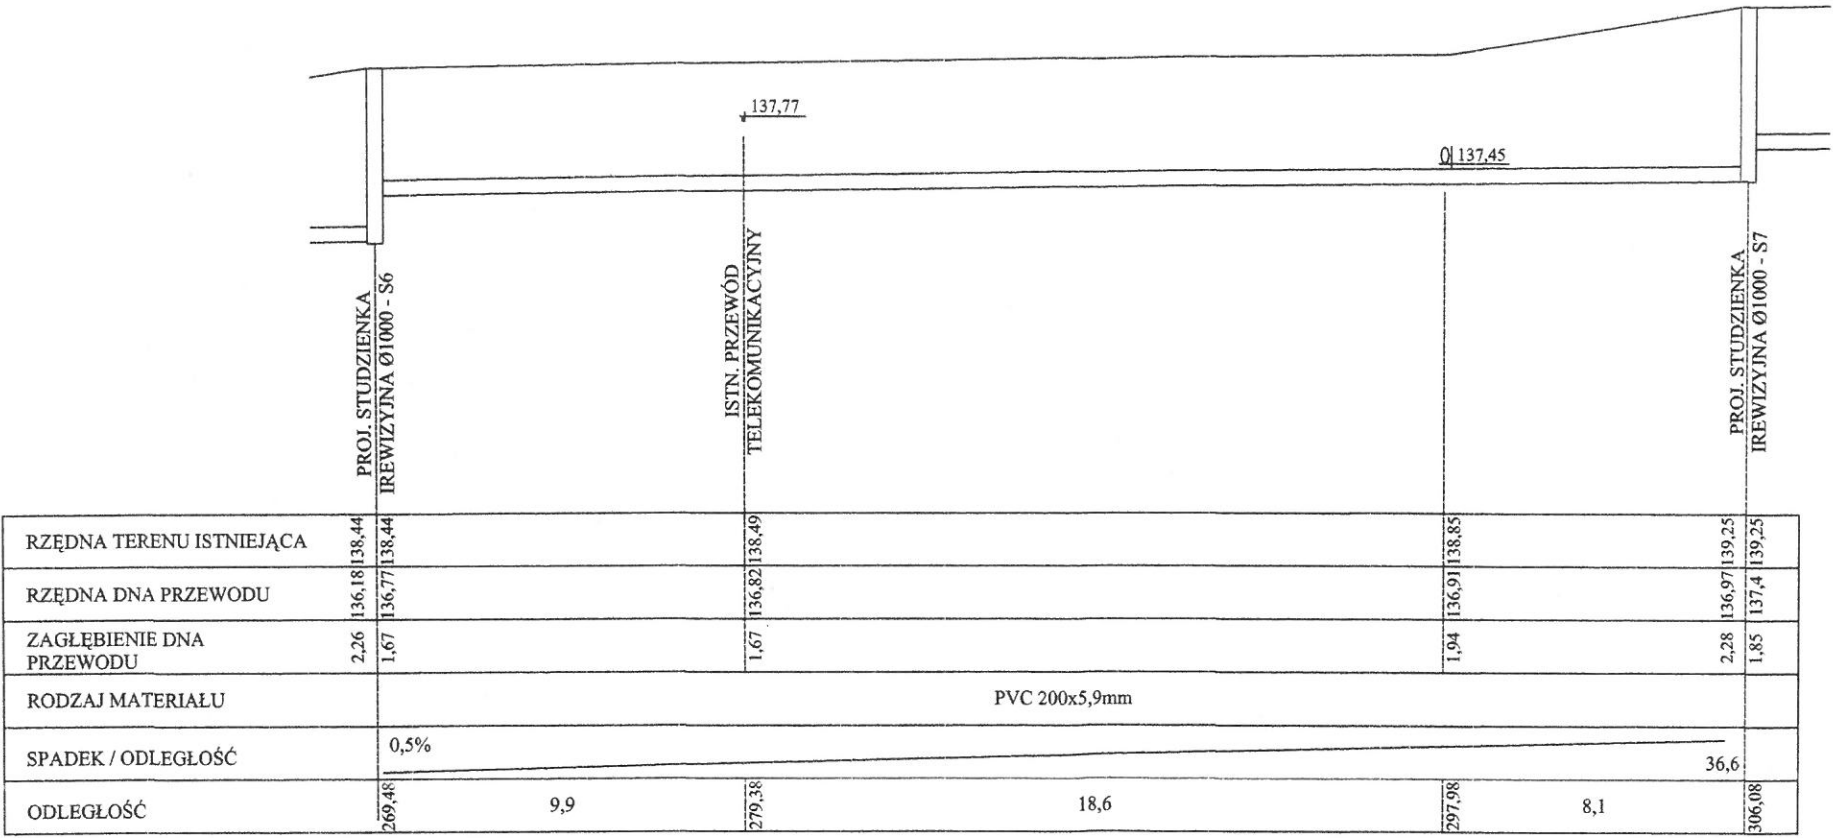 137,77
137,45
PROJ. STUDZIENKA
IREWIZYJNA Ø1000 - S6
ISTN. PRZEWÓD
TELEKOMUNIKACYJNY
PROJ. STUDZIENKA
IREWIZYJNA Ø1000 - S7
RZĘDNA TERENU ISTNIEJĄCA 138,44 138,44 138,49 138,85 139,25 139,25
RZĘDNA DNA PRZEWODU 136,18 136,77 136,82 136,91 136,97 137,4
ZAGŁĘBIENIE DNA
PRZEWODU 2,26 1,67 1,67 1,94 2,28 1,85
RODZAJ MATERIAŁU PVC 200x5,9mm
SPADEK / ODLEGŁOŚĆ 0,5% 36,6
ODLEGŁOŚĆ 269,48 9,9 279,38 18,6 297,98 8,1 306,08